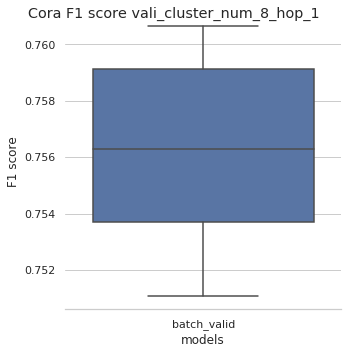 Cora F1 score vali_cluster_num_8_hop_1
0.760
0.758
0.756
0.754
0.752
F1 score
batch_valid
models